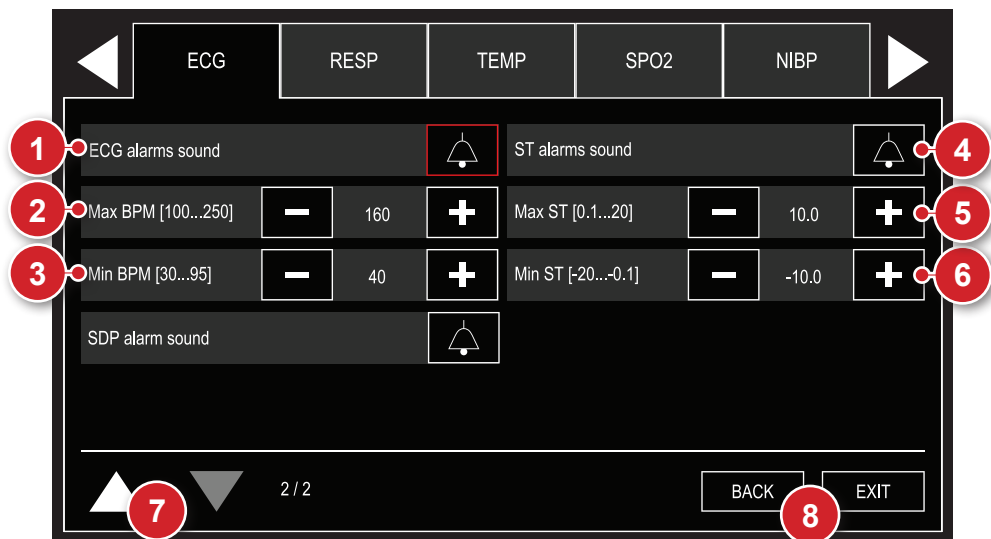 ECG RESP TEMP SPO2 NIBP
1 ECG alarms sound ST alarms sound 4
2 Max BPM [100...250] 160 Max ST [0.1...20] 10.0 5
3 Min BPM [30...95] 40 Min ST [-20...-0.1] -10.0 6
SDP alarm sound
7 2 / 2 BACK 8 EXIT